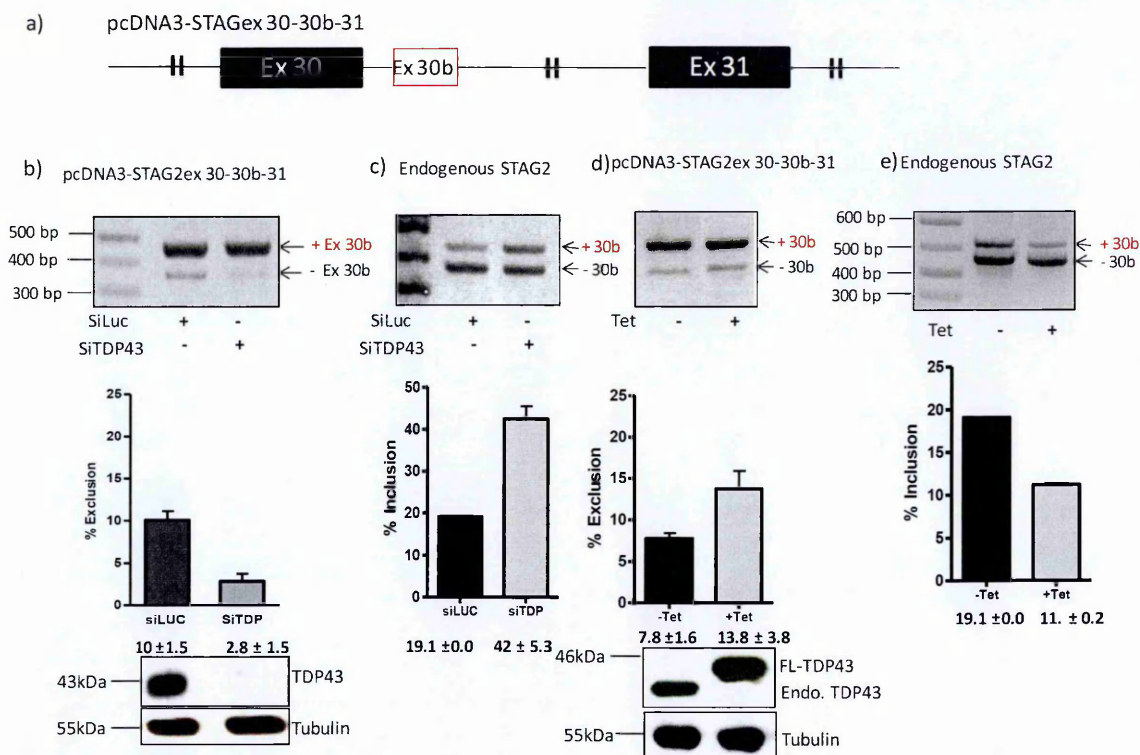 a)
pcDNA3-STAGex 30-30b-31
Ex 30
Ex 30b
Ex 31
b)
pcDNA3-STAG2ex 30-30b-31
500 bp
400 bp
300 bp
+ Ex 30b
- Ex 30b
SiLuc + -
SiTDP43 - +
% Exclusion
25
20
15
10
5
0
siLUC SiTDP
10 ±1.5 2.8 ± 1.5
43kDa
TDP43
55kDa
Tubulin
c)
Endogenous STAG2
+ 30b
- 30b
SiLuc + -
SiTDP43 - +
% Inclusion
50
40
30
20
10
0
siLUC siTDP
19.1 ±0.0 42 ± 5.3
d)
pcDNA3-STAG2ex 30-30b-31
+ 30b
- 30b
Tet - +
% Exclusion
25
20
15
10
5
0
-Tet +Tet
7.8 ±1.6 13.8 ± 3.8
46kDa
FL-TDP43
Endo. TDP43
55kDa
Tubulin
e)
Endogenous STAG2
600 bp
500 bp
400 bp
300 bp
+ 30b
- 30b
Tet - +
% Inclusion
25
20
15
10
5
0
-Tet +Tet
19.1 ±0.0 11. ± 0.2